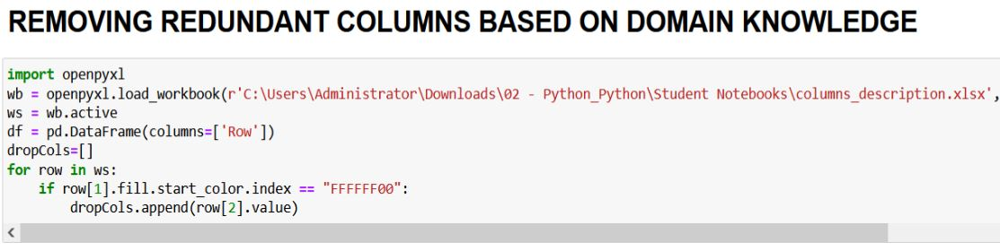 REMOVING REDUNDANT COLUMNS BASED ON DOMAIN KNOWLEDGE
import openpyxl
wb = openpyxl.load_workbook(r'C:\Users\Administrator\Downloads\02 - Python_Python\Student Notebooks\columns_description.xlsx',
ws = wb.active
df = pd.DataFrame(columns=['Row'])
dropCols=[]
for row in ws:
    if row[1].fill.start_color.index == "FFFFFF00":
        dropCols.append(row[2].value)